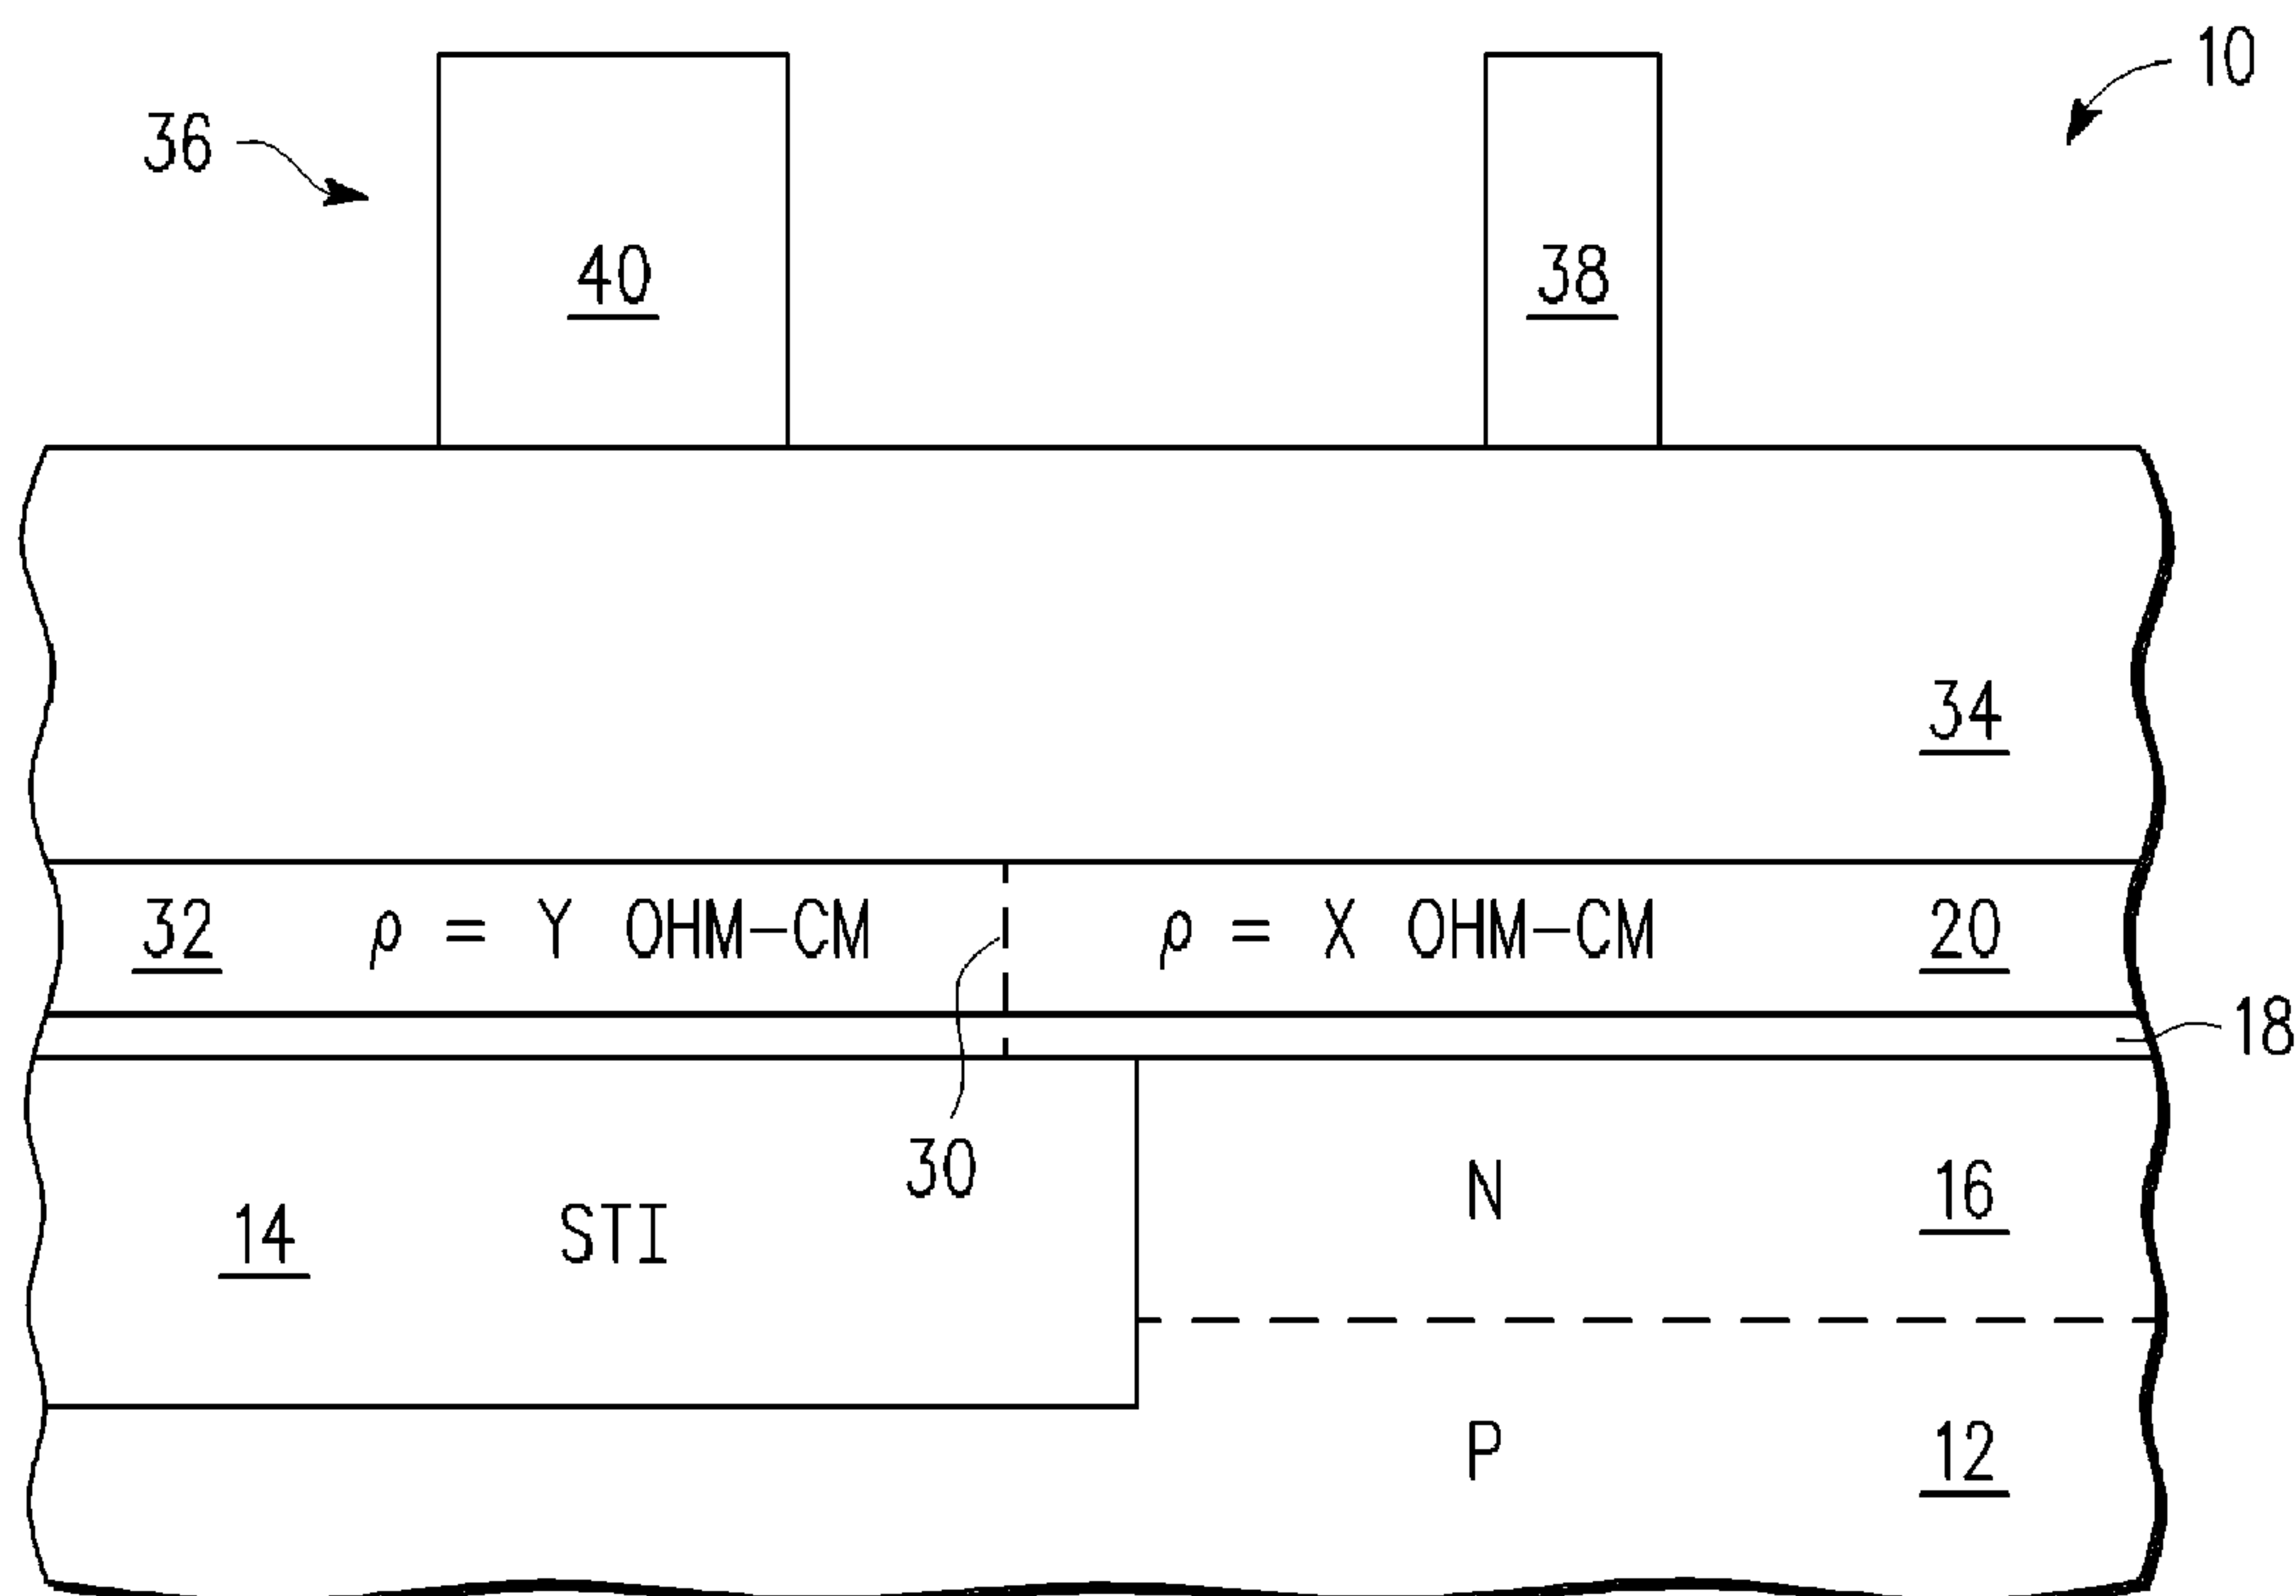 10
36
40
38
34
32 ρ = Y OHM-CM ρ = X OHM-CM 20
18
30
14 STI
N 16
P 12